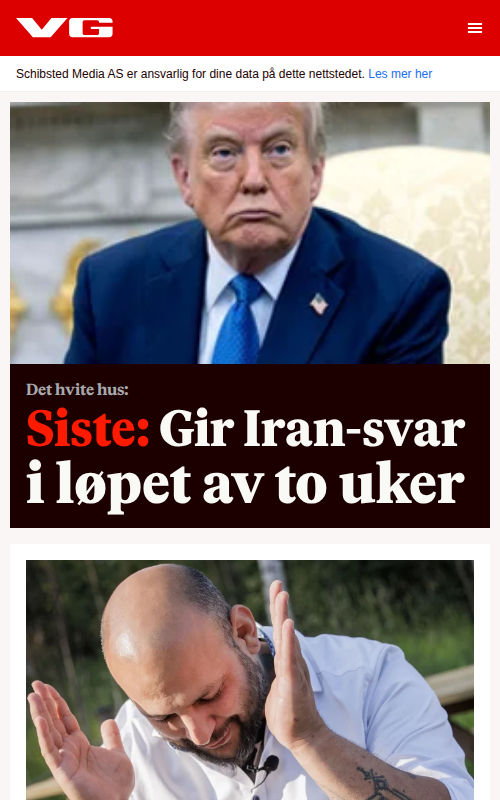 VG
Schibsted Media AS er ansvarlig for dine data på dette nettstedet. Les mer her
Det hvite hus:
Siste: Gir Iran-svar
i løpet av to uker